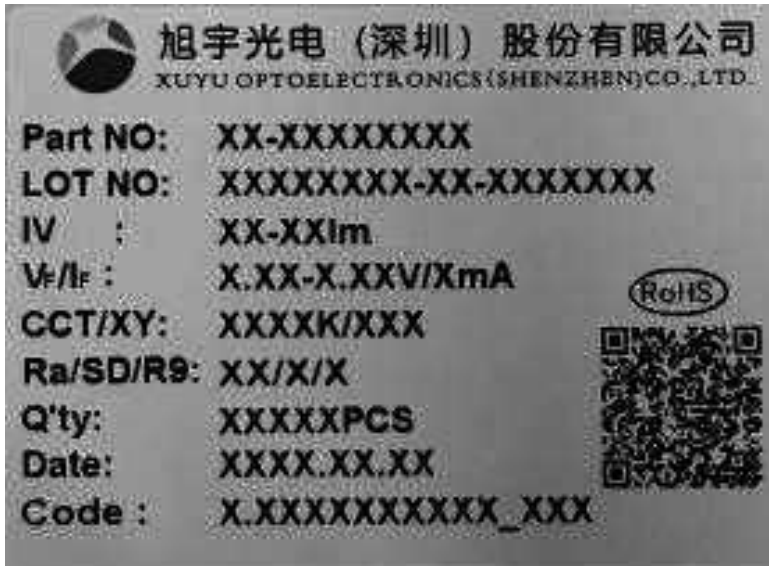 旭宇光电（深圳）股份有限公司
XUYU OPTOELECTRONICS(SHENZHEN)CO.,LTD.
Part NO: XX-XXXXXXXX
LOT NO: XXXXXXXX-XX-XXXXXXX
IV : XX-XXlm
VF/IF : X.XX-X.XXV/XmA
RoHS
CCT/XY: XXXXK/XXX
Ra/SD/R9: XX/X/X
Q'ty: XXXXXPCS
Date: XXXX.XX.XX
Code : X.XXXXXXXXXX_XXX